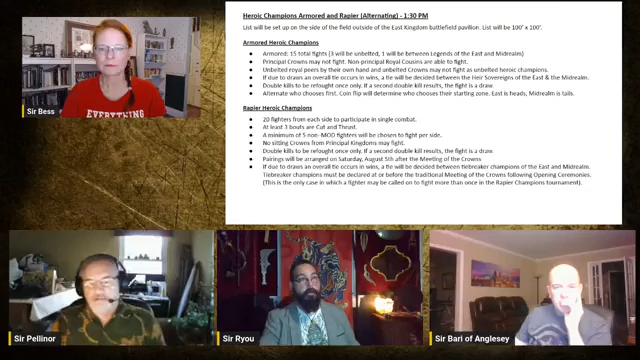 Heroic Champions Armored and Rapier (Alternating) - 1:30 PM
List will be set up on the side of the field outside of the East Kingdom battlefield pavilion. List will be 100' x 100'.
Armored Heroic Champions
• Armored: 15 total fights (3 will be unbelted, 1 will be between Legends of the East and Midrealm)
• Principal Crowns may not fight. Non-principal Royal Cousins are able to fight.
• Unbelted royal peers by their own hand and unbelted Crowns may not fight as unbelted heroic champions.
• If due to draws an overall tie occurs in wins, a tie will be decided between the Heir Sovereigns of the East & the Midrealm.
• Double kills to be refought once only. If a second double kill results, the fight is a draw.
• Alternate who chooses first. Coin flip will determine who chooses their starting zone. East is heads, Midrealm is tails.
Rapier Heroic Champions
• 20 fighters from each side to participate in single combat.
• At least 3 bouts are Cut and Thrust.
• A minimum of 5 non-MOD fighters will be chosen to fight per side.
• No sitting Crowns from Principal Kingdoms may fight.
• Double kills to be refought once only. If a second double kill results, the fight is a draw.
• Pairings will be arranged on Saturday, August 5th after the Meeting of the Crowns
• If due to draws an overall tie occurs in wins, a tie will be decided between tiebreaker champions of the East and Midrealm.
Tiebreaker champions must be declared at or before the traditional Meeting of the Crowns following Opening Ceremonies.
(This is the only case in which a fighter may be called on to fight more than once in the Rapier Champions tournament).
EVERYTHING
Sir Bess
Sir Pellinor
Sir Ryou
Sir Bari of Anglesey